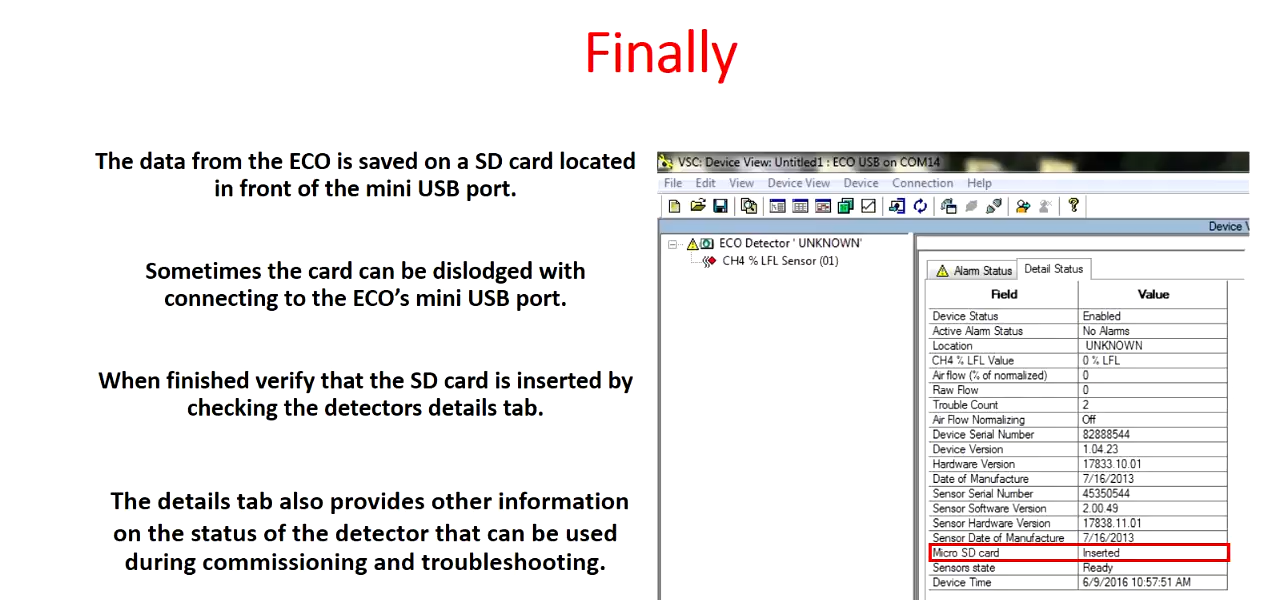 Finally
The data from the ECO is saved on a SD card located
in front of the mini USB port.
Sometimes the card can be dislodged with
connecting to the ECO's mini USB port.
When finished verify that the SD card is inserted by
checking the detectors details tab.
The details tab also provides other information
on the status of the detector that can be used
during commissioning and troubleshooting.
VSC: Device View: Untitled1 : ECO USB on COM14
File Edit View Device View Device Connection Help
Device V
ECO Detector ' UNKNOWN'
CH4 % LFL Sensor (01)
Alarm Status Detail Status
Field Value
Device Status Enabled
Active Alarm Status No Alarms
Location UNKNOWN
CH4 % LFL Value 0 % LFL
Air flow (% of normalized) 0
Raw Flow 0
Trouble Count 2
Air Flow Normalizing Off
Device Serial Number 82888544
Device Version 1.04.23
Hardware Version 17833.10.01
Date of Manufacture 7/16/2013
Sensor Serial Number 45350544
Sensor Software Version 2.00.49
Sensor Hardware Version 17838.11.01
Sensor Date of Manufacture 7/16/2013
Micro SD card Inserted
Sensors state Ready
Device Time 6/9/2016 10:57:51 AM